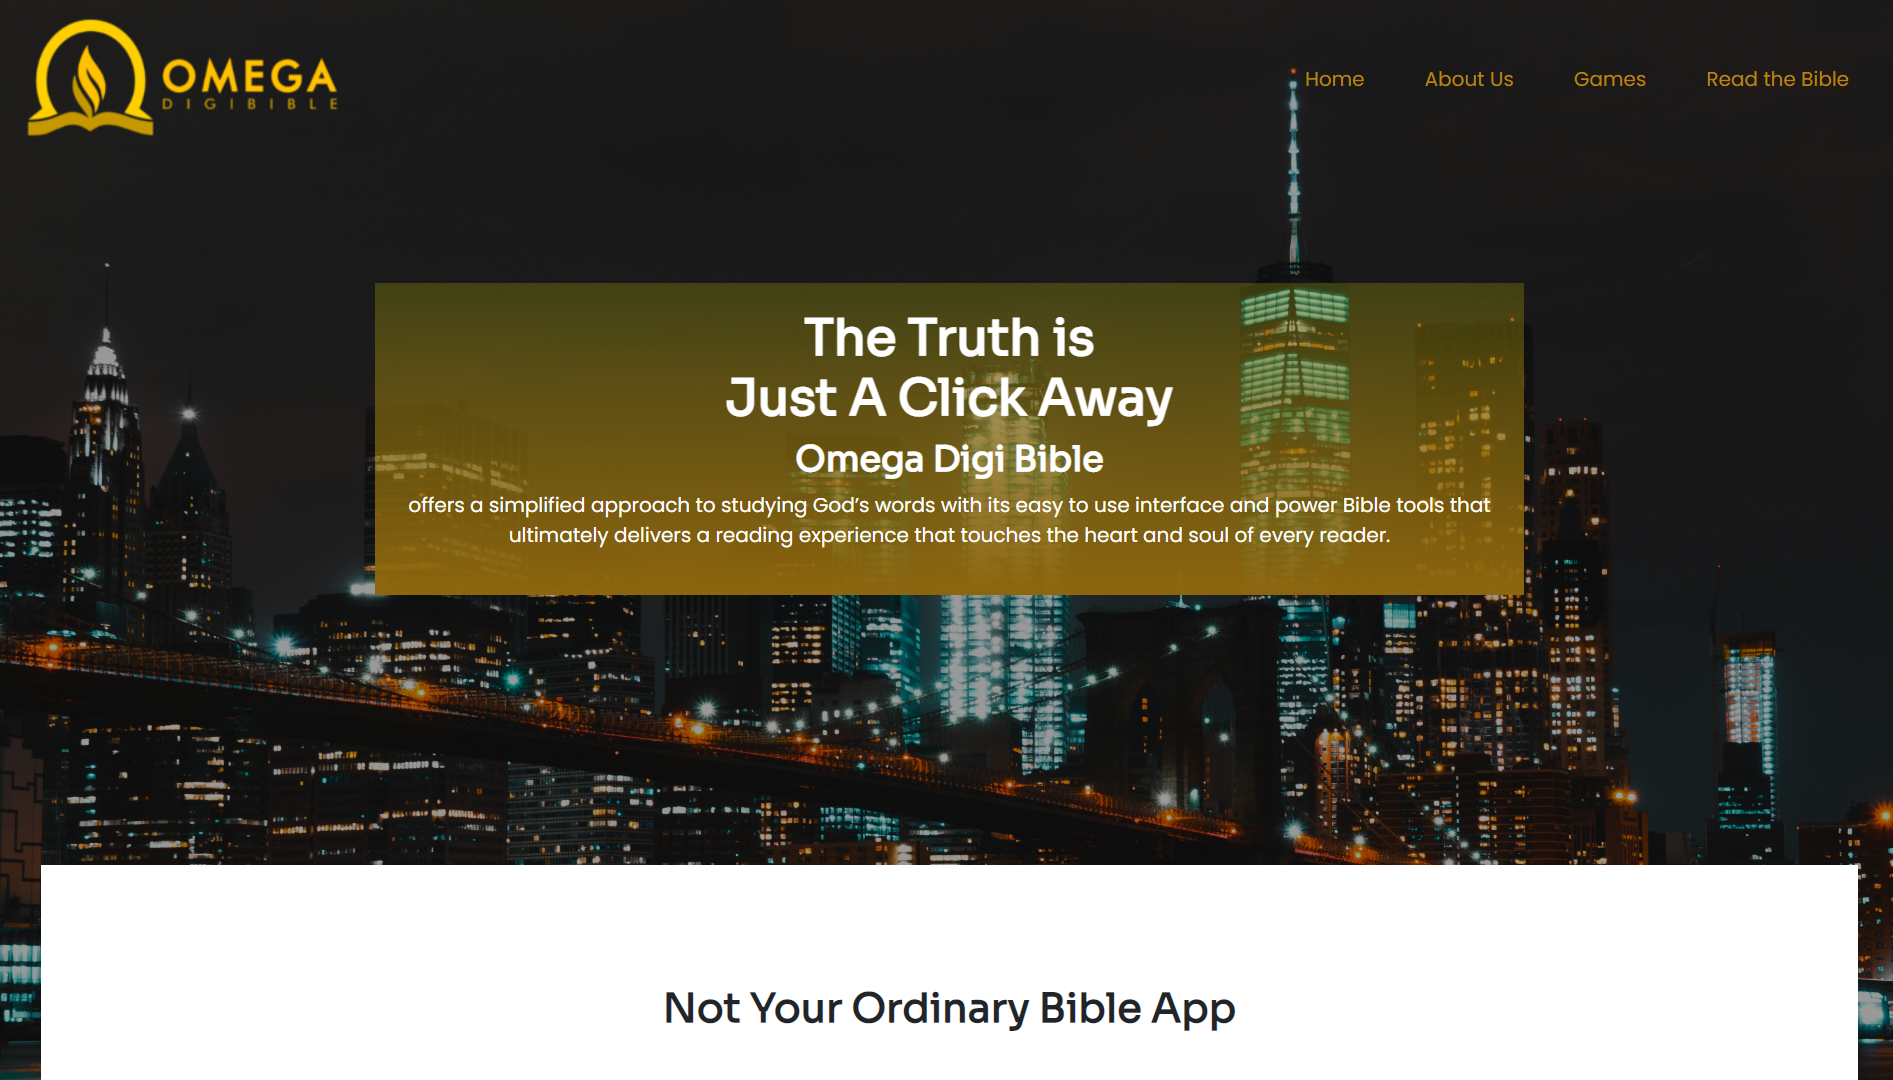 OMEGA
DIGIBIBLE
Home
About Us
Games
Read the Bible
The Truth is
Just A Click Away
Omega Digi Bible
offers a simplified approach to studying God’s words with its easy to use interface and power Bible tools that
ultimately delivers a reading experience that touches the heart and soul of every reader.
Not Your Ordinary Bible App